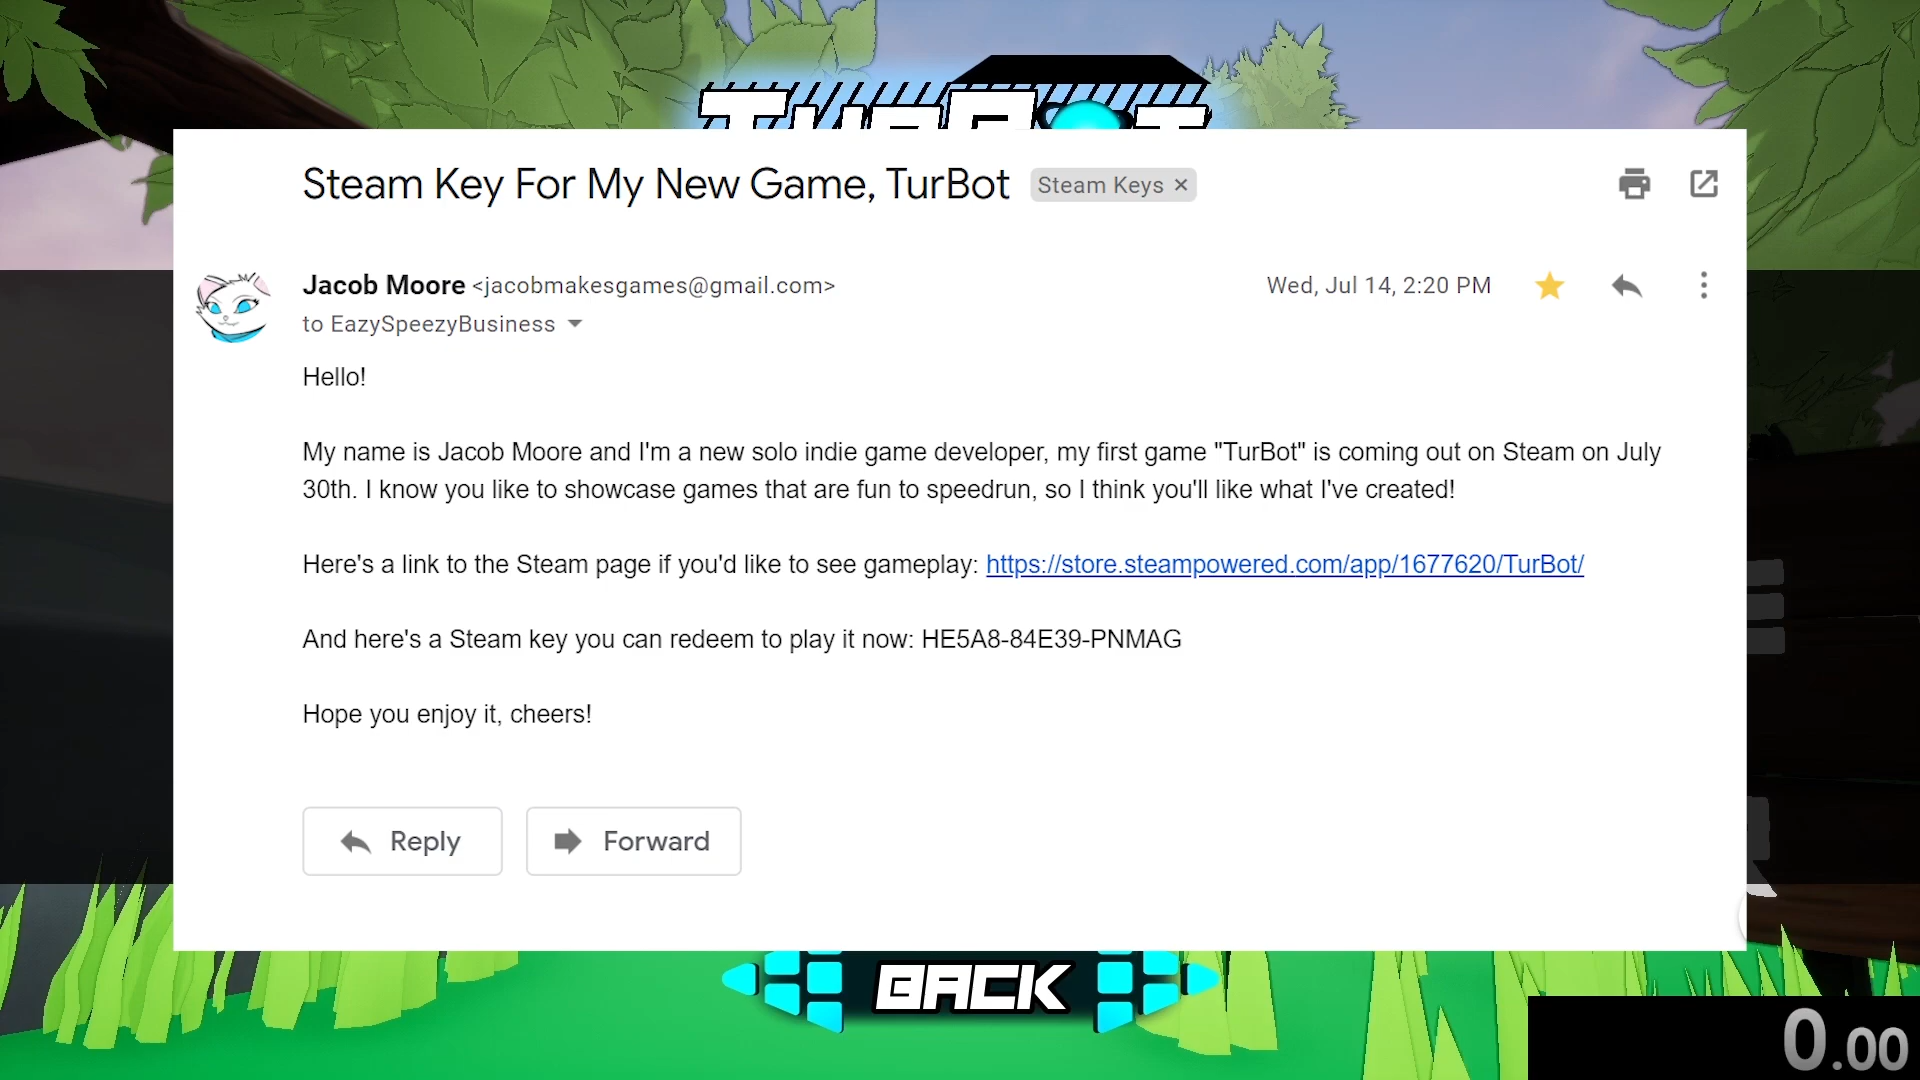 TURBOT
Steam Key For My New Game, TurBot
Steam Keys ×
Jacob Moore <jacobmakesgames@gmail.com>
Wed, Jul 14, 2:20 PM
to EazySpeezyBusiness
Hello!
My name is Jacob Moore and I'm a new solo indie game developer, my first game "TurBot" is coming out on Steam on July
30th. I know you like to showcase games that are fun to speedrun, so I think you'll like what I've created!
Here's a link to the Steam page if you'd like to see gameplay: https://store.steampowered.com/app/1677620/TurBot/
And here's a Steam key you can redeem to play it now: HE5A8-84E39-PNMAG
Hope you enjoy it, cheers!
Reply
Forward
BACK
0.00